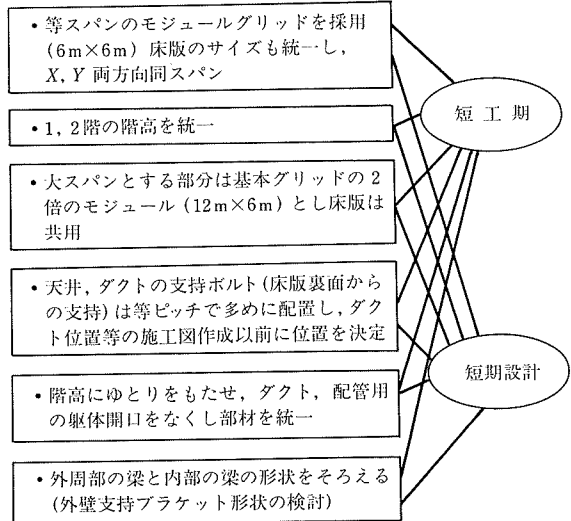 • 等スパンのモジュールグリッドを採用
(6m×6m) 床版のサイズも統一し,
X, Y 両方向同スパン
• 1, 2階の階高を統一
• 大スパンとする部分は基本グリッドの2
倍のモジュール (12m×6m) とし床版は
共用
• 天井, ダクトの支持ボルト(床版裏面から
の支持) は等ピッチで多めに配置し, ダク
ト位置等の施工図作成以前に位置を決定
• 階高にゆとりをもたせ, ダクト, 配管用
の躯体開口をなくし部材を統一
• 外周部の梁と内部の梁の形状をそろえる
(外壁支持ブラケット形状の検討)
短工期
短期設計